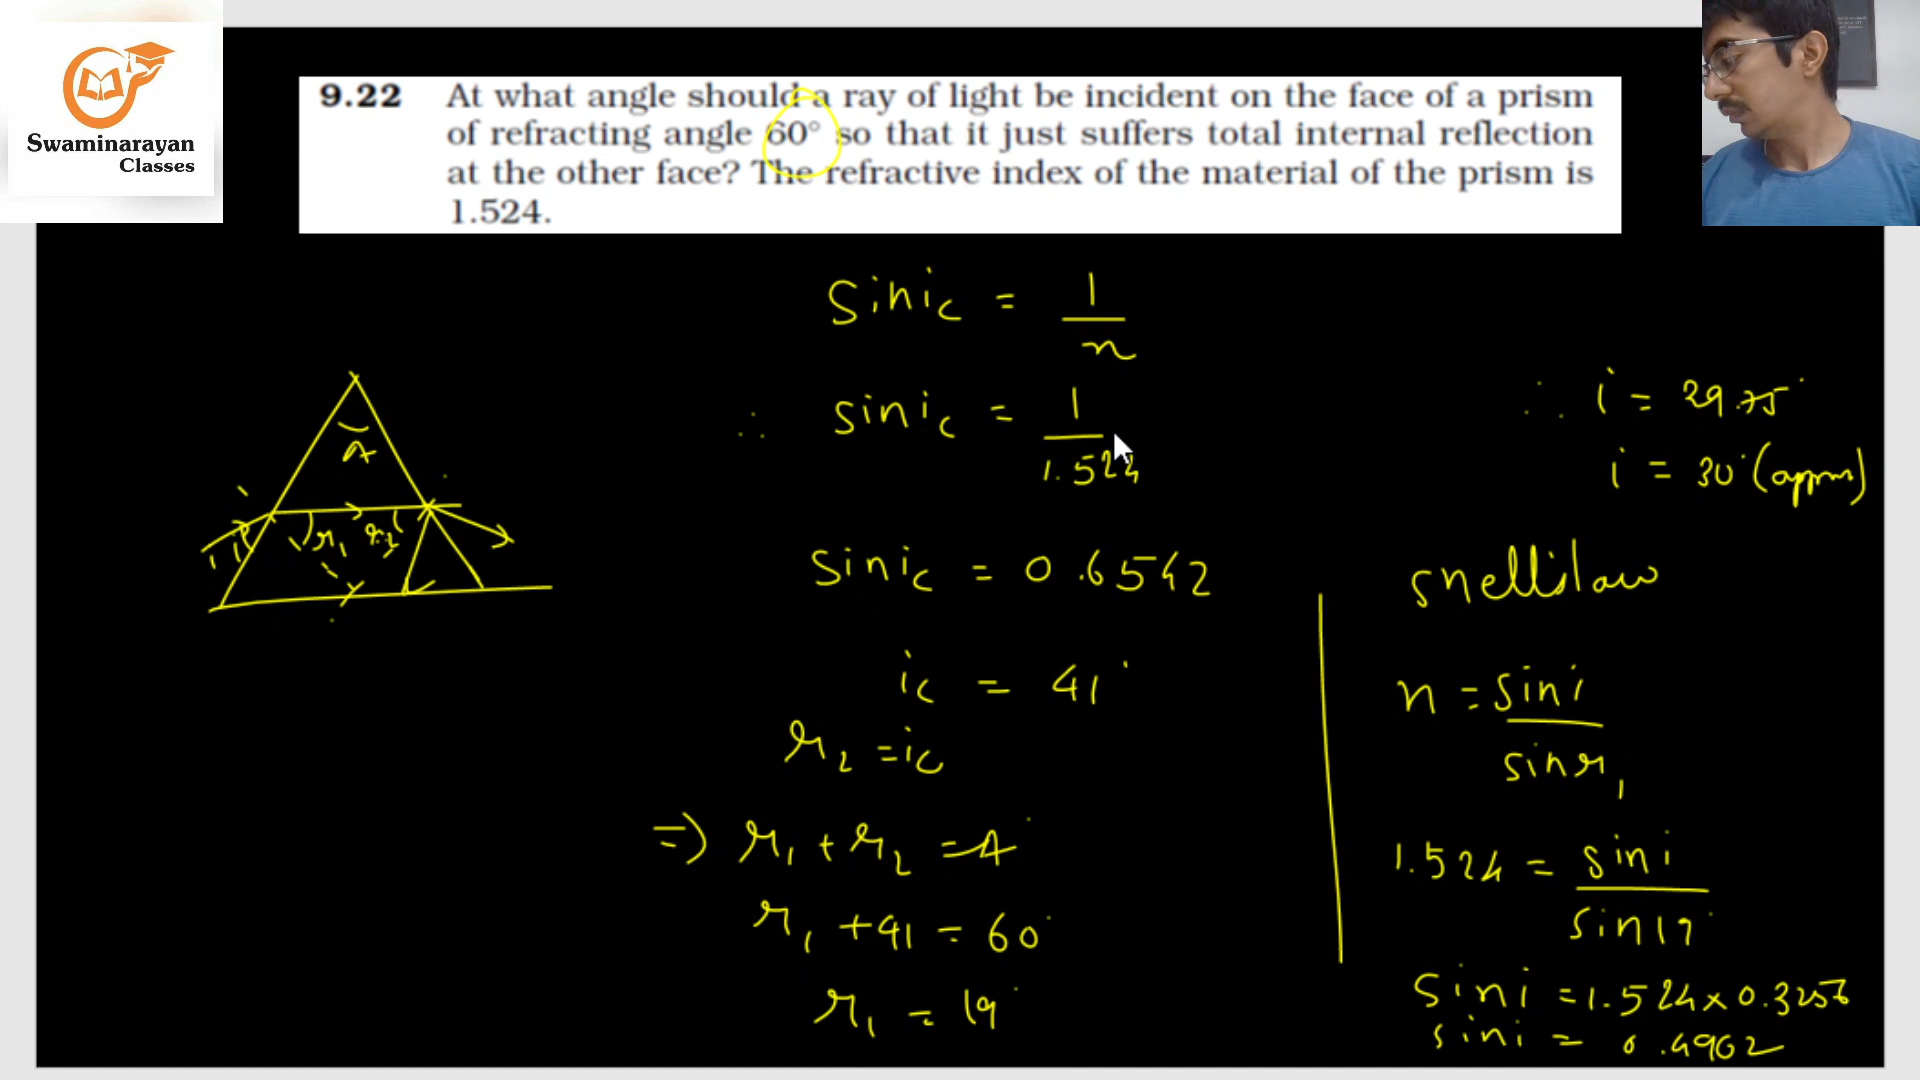 Swaminarayan
Classes
9.22 At what angle should a ray of light be incident on the face of a prism
of refracting angle 60° so that it just suffers total internal reflection
at the other face? The refractive index of the material of the prism is
1.524.
sin ic = 1/n
∴ sin ic = 1/1.524
sin ic = 0.6542
ic = 41°
r2 = ic
=> r1 + r2 = A
r1 + 41 = 60°
r1 = 19°
A
i
r1 r2
∴ i = 29.75°
i = 30° (approx)
snell's law
n = sin i / sin r1
1.524 = sin i / sin 19°
sin i = 1.524 x 0.3256
sin i = 0.4962